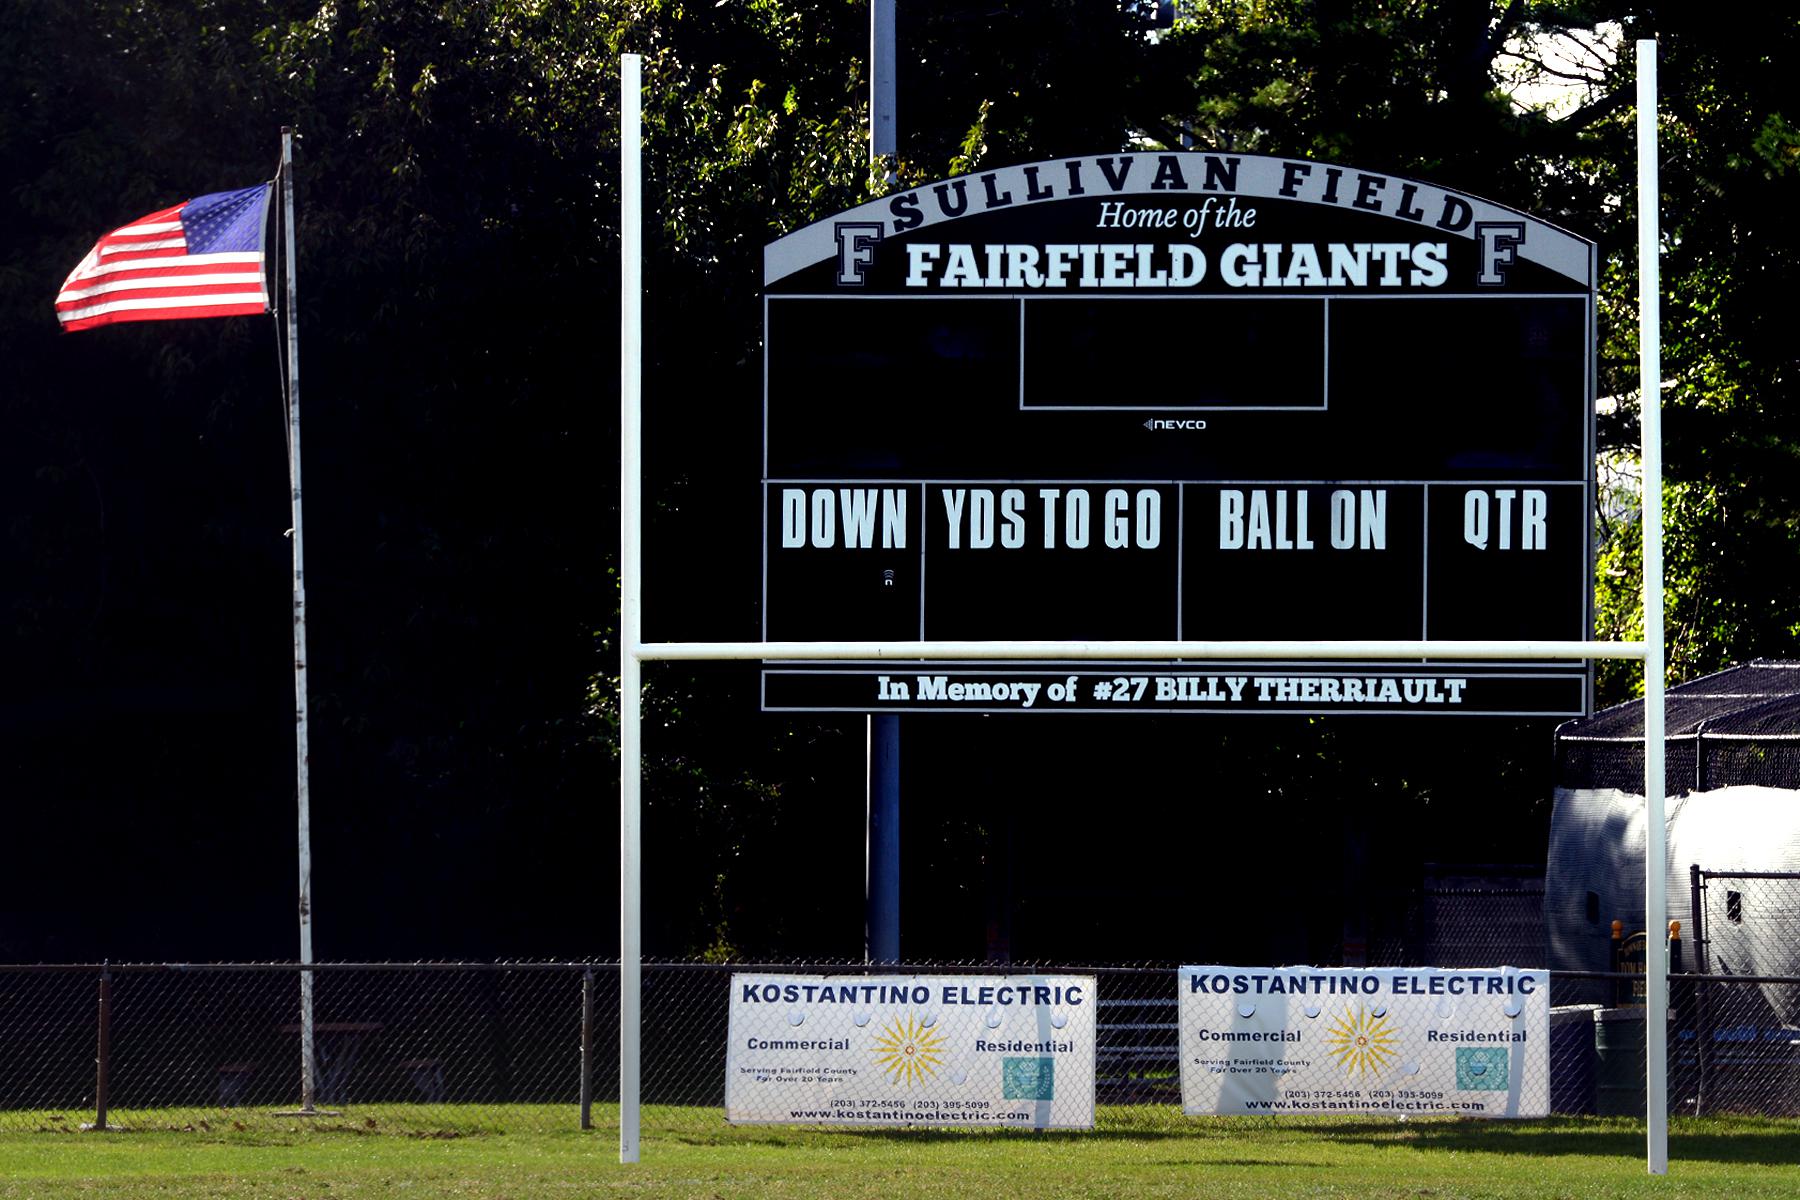 SULLIVAN FIELD
F
F
Home of the
FAIRFIELD GIANTS
NEVCO
DOWN
YDS TO GO
BALL ON
QTR
In Memory of #27 BILLY THERRIAULT
KOSTANTINO ELECTRIC
Commercial
Residential
Serving Fairfield County
For Over 20 Years
(203) 372-5456 (203) 395-5099
www.kostantinoelectric.com
KOSTANTINO ELECTRIC
Commercial
Residential
Serving Fairfield County
For Over 20 Years
(203) 372-5456 (203) 395-5099
www.kostantinoelectric.com